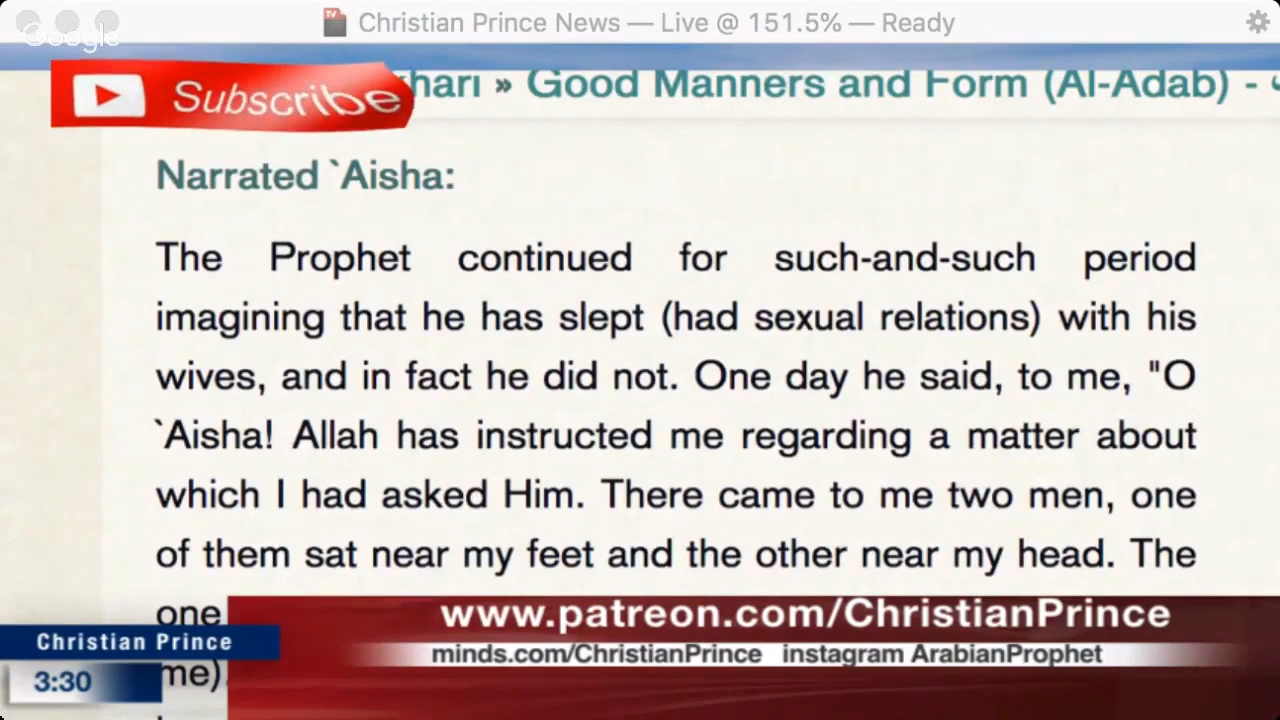 Christian Prince News — Live @ 151.5% — Ready
Google
Subscribe
khari » Good Manners and Form (Al-Adab) -
Narrated `Aisha:
The Prophet continued for such-and-such period
imagining that he has slept (had sexual relations) with his
wives, and in fact he did not. One day he said, to me, "O
`Aisha! Allah has instructed me regarding a matter about
which I had asked Him. There came to me two men, one
of them sat near my feet and the other near my head. The
one
www.patreon.com/ChristianPrince
Christian Prince
minds.com/ChristianPrince instagram ArabianProphet
3:30
me)